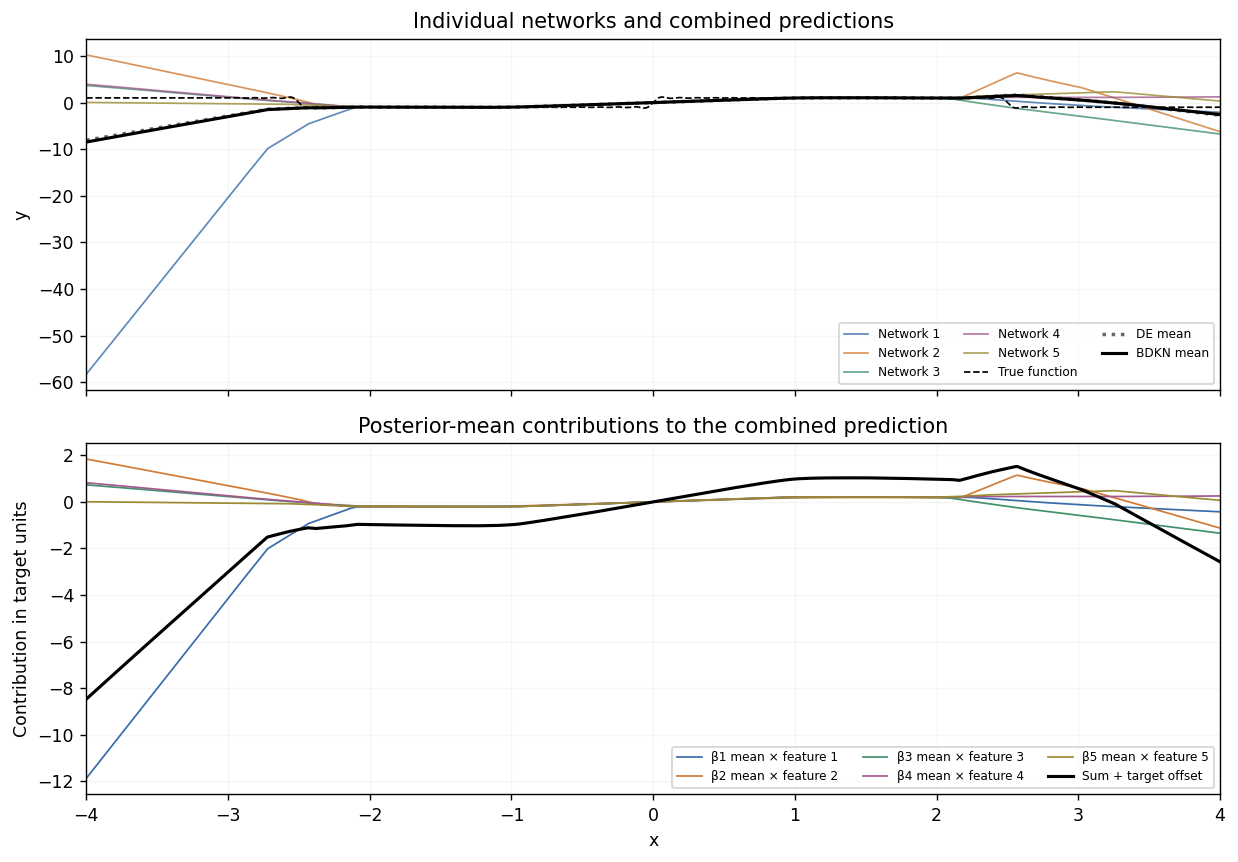 Individual networks and combined predictions
10
0
−10
−20
−30
−40
−50
−60
y
Network 1
Network 2
Network 3
Network 4
Network 5
True function
DE mean
BDKN mean
Posterior-mean contributions to the combined prediction
2
0
−2
−4
−6
−8
−10
−12
Contribution in target units
β1 mean × feature 1
β2 mean × feature 2
β3 mean × feature 3
β4 mean × feature 4
β5 mean × feature 5
Sum + target offset
−4 −3 −2 −1 0 1 2 3 4
x